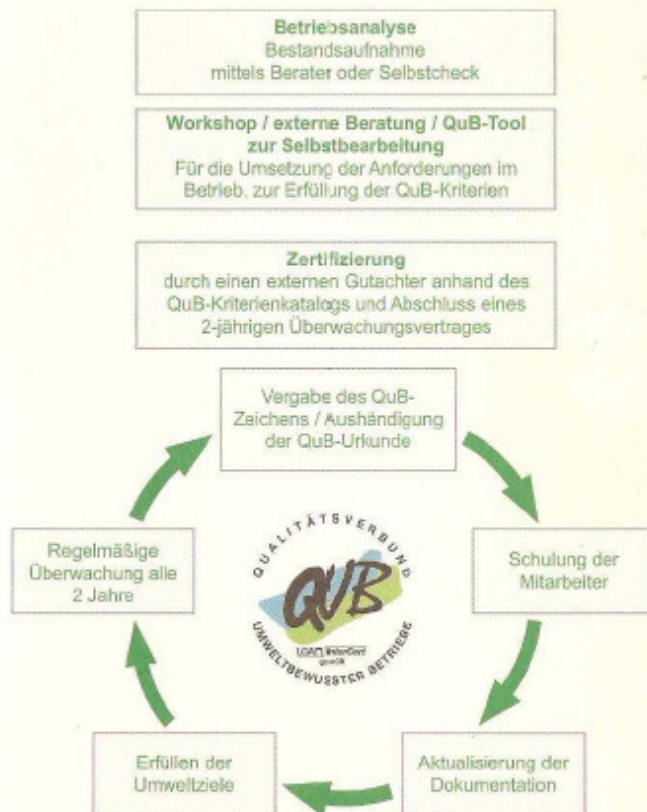 Betriebsanalyse
Bestandsaufnahme
mittels Berater oder Selbstcheck
Workshop / externe Beratung / QuB-Tool
zur Selbstbearbeitung
Für die Umsetzung der Anforderungen im
Betrieb, zur Erfüllung der QuB-Kriterien
Zertifizierung
durch einen externen Gutachter anhand des
QuB-Kriterienkatalogs und Abschluss eines
2-jährigen Überwachungsvertrages
Vergabe des QuB-
Zeichens / Aushändigung
der QuB-Urkunde
Schulung der
Mitarbeiter
Aktualisierung der
Dokumentation
Erfüllen der
Umweltziele
Regelmäßige
Überwachung alle
2 Jahre
QUALITÄTSVERBUND
QUB
UMWELTBEWUSSTER BETRIEBE